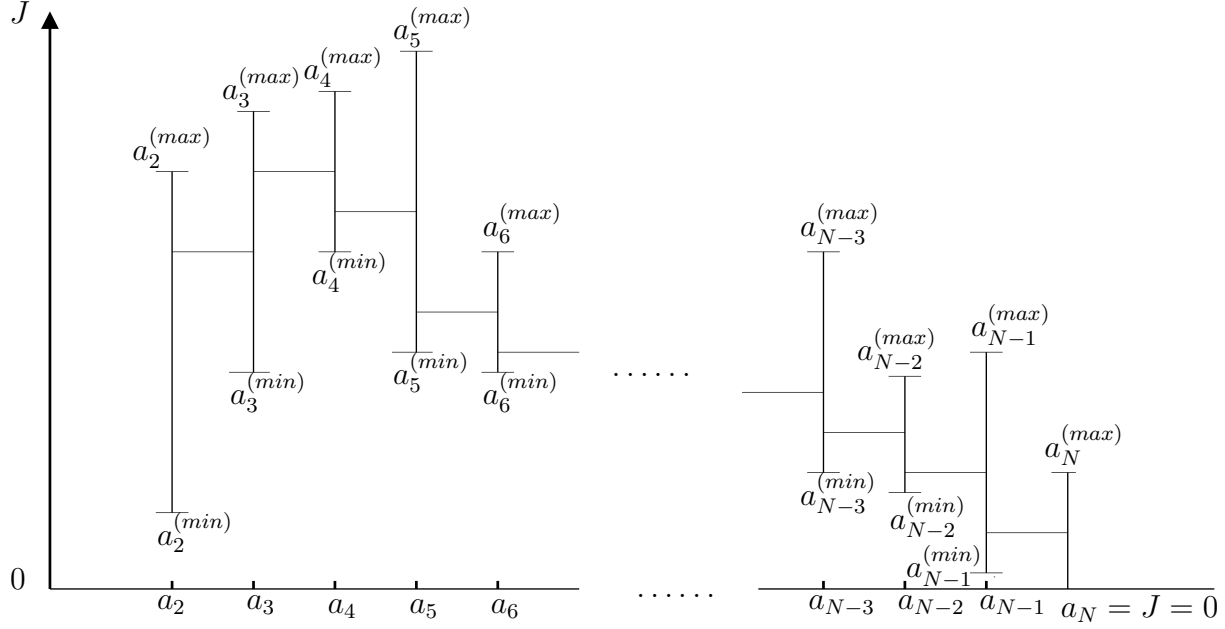 J
a_5^{(max)}
a_4^{(max)}
a_3^{(max)}
a_2^{(max)}
a_6^{(max)}
a_{N-3}^{(max)}
a_4^{(min)}
a_{N-1}^{(max)}
a_{N-2}^{(max)}
a_5^{(min)}
a_6^{(min)}
a_3^{(min)}
......
a_N^{(max)}
a_{N-3}^{(min)}
a_{N-2}^{(min)}
a_2^{(min)}
a_{N-1}^{(min)}
0
a_2 a_3 a_4 a_5 a_6 ...... a_{N-3} a_{N-2} a_{N-1} a_N = J = 0